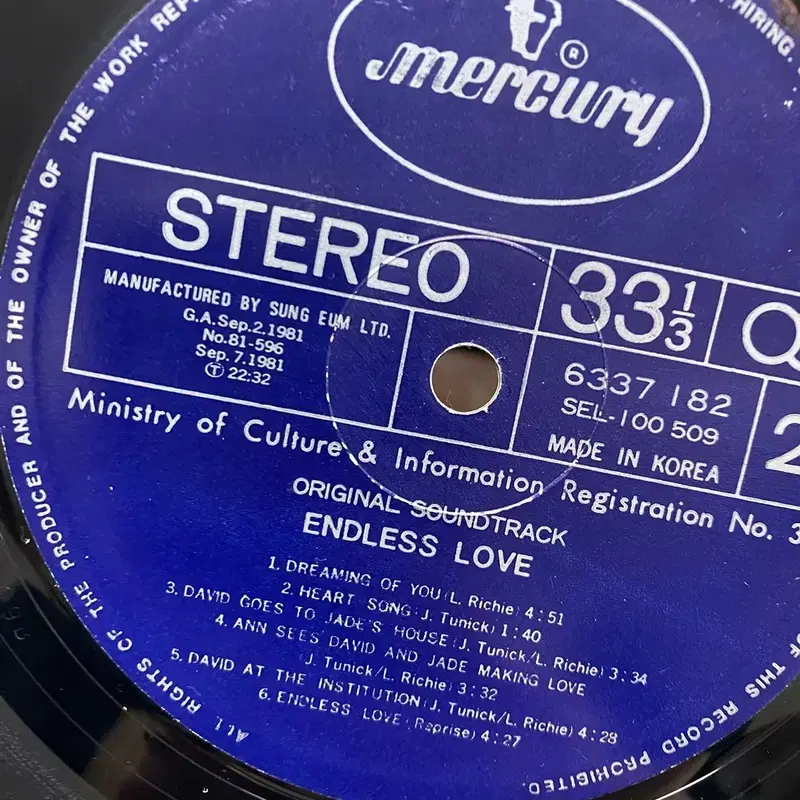 mercury
®
STEREO
33 1/3
MANUFACTURED BY SUNG EUM LTD.
G.A.Sep.2.1981
No.81-596
Sep.7.1981
Ⓣ 22:32
6337 182
SEL-100 509
MADE IN KOREA
2
Ministry of Culture & Information Registration No. 3
ORIGINAL SOUNDTRACK
ENDLESS LOVE
1. DREAMING OF YOU (L. Richie) 4:51
2. HEART SONG (J. Tunick) 1:40
3. DAVID GOES TO JADE'S HOUSE (J. Tunick/L. Richie) 3:34
4. ANN SEES DAVID AND JADE MAKING LOVE
(J. Tunick/L. Richie) 3:32
5. DAVID AT THE INSTITUTION (J. Tunick/L. Richie) 4:28
6. ENDLESS LOVE (Reprise) 4:27
ALL RIGHTS OF THE PRODUCER AND OF THE OWNER OF THE WORK
HIRING.
OF THIS RECORD PROHIBITED.